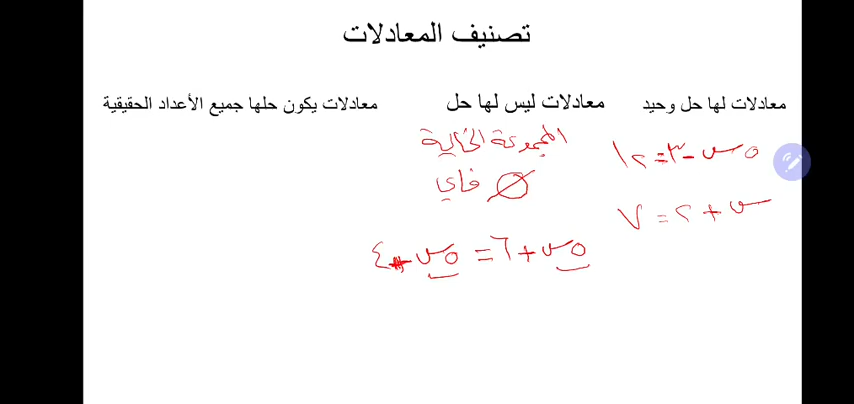 تصنيف المعادلات
معادلات لها حل وحيد
معادلات ليس لها حل
معادلات يكون حلها جميع الأعداد الحقيقية
٥س - ٣ = ١٢
س + ٢ = ٧
المجموعة الخالية
∅ فاي
٥س + ٦ = ٥س + ٤